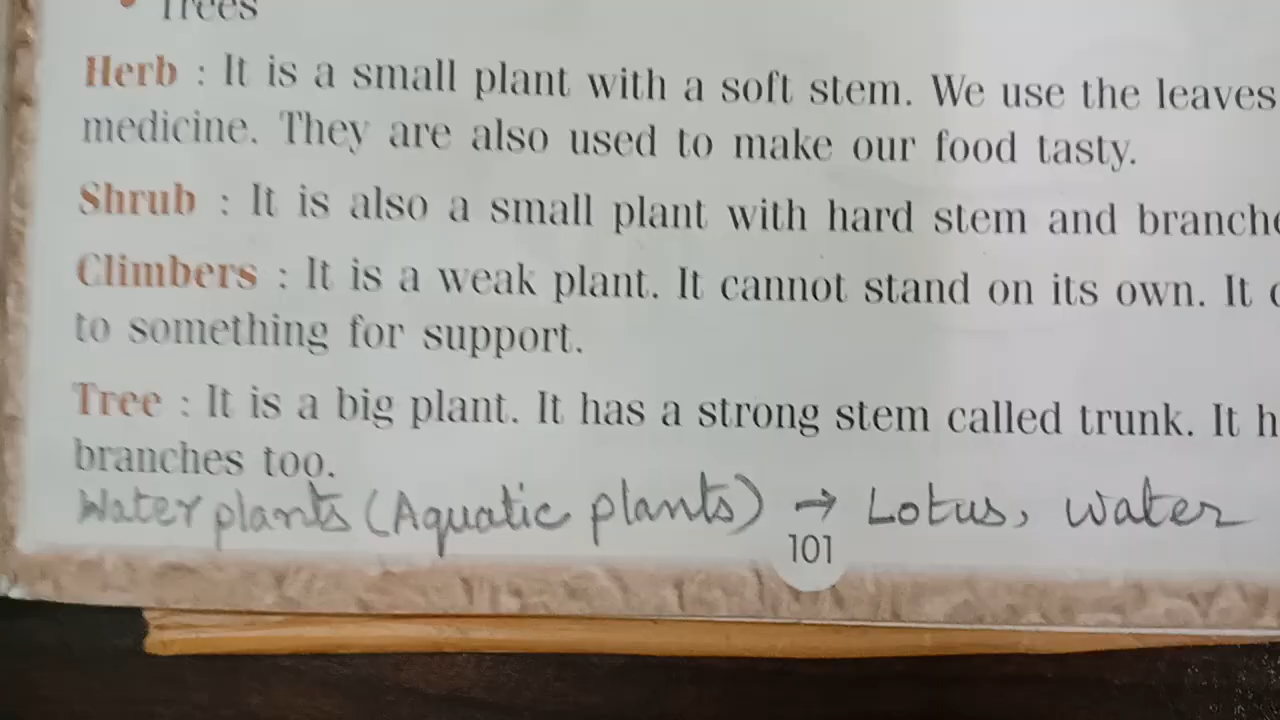 Trees
Herb : It is a small plant with a soft stem. We use the leaves
medicine. They are also used to make our food tasty.
Shrub : It is also a small plant with hard stem and
Climbers : It is a weak plant. It cannot stand on its own. It
to something for support.
Tree : It is a big plant. It has a strong stem called trunk. It
branches too.
Water plants (Aquatic plants) → Lotus, water
101